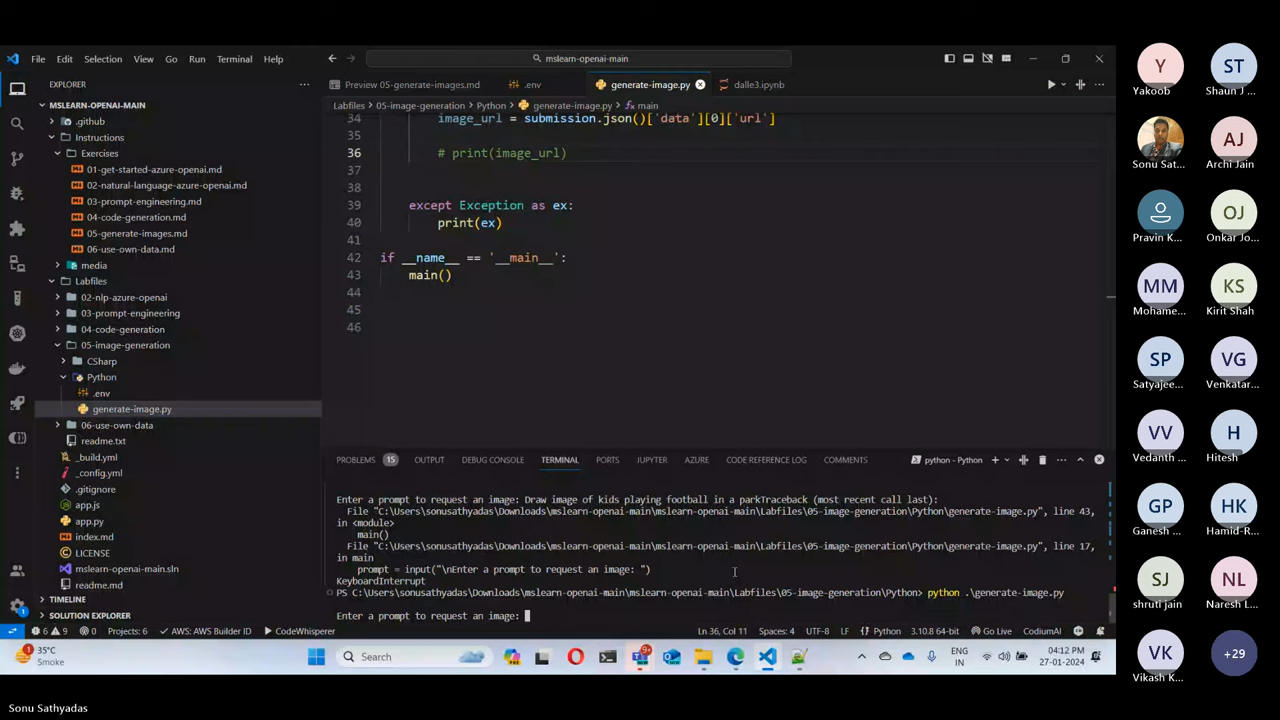 File Edit Selection View Go Run Terminal Help
mslearn-openai-main
EXPLORER
MSLEARN-OPENAI-MAIN
.github
Instructions
Exercises
01-get-started-azure-openai.md
02-natural-language-azure-openai.md
03-prompt-engineering.md
04-code-generation.md
05-generate-images.md
06-use-own-data.md
media
Labfiles
02-nlp-azure-openai
03-prompt-engineering
04-code-generation
05-image-generation
CSharp
Python
.env
generate-image.py
06-use-own-data
readme.txt
_build.yml
_config.yml
.gitignore
app.js
app.py
index.md
LICENSE
mslearn-openai-main.sln
readme.md
TIMELINE
SOLUTION EXPLORER
Preview 05-generate-images.md .env generate-image.py dalle3.ipynb
Labfiles > 05-image-generation > Python > generate-image.py > main
34 image_url = submission.json()['data'][0]['url']
35
36 # print(image_url)
37
38
39 except Exception as ex:
40 print(ex)
41
42 if __name__ == '__main__':
43 main()
44
45
46
PROBLEMS 15 OUTPUT DEBUG CONSOLE TERMINAL PORTS JUPYTER AZURE CODE REFERENCE LOG COMMENTS python - Python
Enter a prompt to request an image: Draw image of kids playing football in a parkTraceback (most recent call last):
File "C:\Users\sonusathyadas\Downloads\mslearn-openai-main\mslearn-openai-main\Labfiles\05-image-generation\Python\generate-image.py", line 43,
in <module>
main()
File "C:\Users\sonusathyadas\Downloads\mslearn-openai-main\mslearn-openai-main\Labfiles\05-image-generation\Python\generate-image.py", line 17,
in main
prompt = input("\nEnter a prompt to request an image: ")
KeyboardInterrupt
PS C:\Users\sonusathyadas\Downloads\mslearn-openai-main\mslearn-openai-main\Labfiles\05-image-generation\Python> python .\generate-image.py
Enter a prompt to request an image:
6 9 0 Projects: 6 AWS: AWS Builder ID CodeWhisperer Ln 36, Col 11 Spaces: 4 UTF-8 LF Python 3.10.8 64-bit Go Live CodiumAI
35°C
Smoke
Search
9+
ENG
IN
04:12 PM
27-01-2024
Y
Yakoob
ST
Shaun J ...
Sonu Sat...
AJ
Archi Jain
Pravin K...
OJ
Onkar Jo...
MM
Mohame...
KS
Kirit Shah
SP
Satyajee...
VG
Venkatar...
VV
Vedanth ...
H
Hitesh
GP
Ganesh ...
HK
Hamid-R...
SJ
shruti jain
NL
Naresh L...
VK
Vikash K...
+29
Sonu Sathyadas